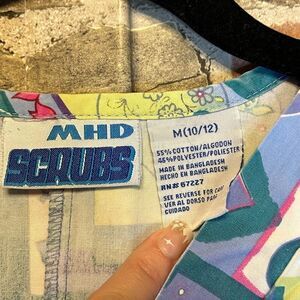 MHD
SCRUBS
M (10/12)
55% COTTON/ALGODON
45% POLYESTER/POLIESTER
MADE IN BANGLADESH
HECHO EN BANGLADESH
RN# 67227
SEE REVERSE FOR CARE
VER AL DORSO PARA
CUIDADO